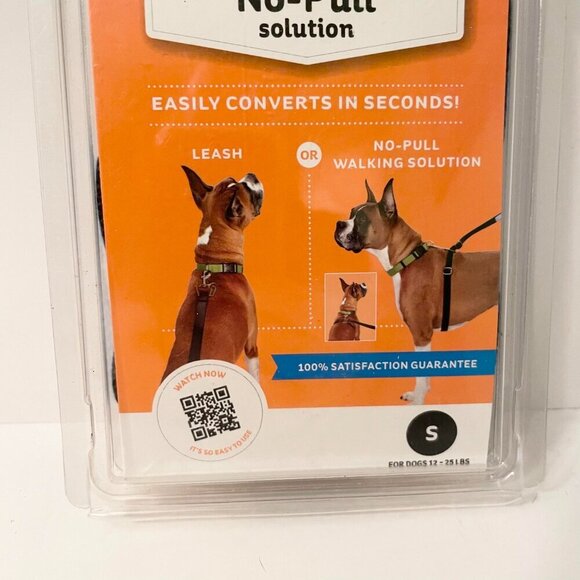 No-Pull
solution
EASILY CONVERTS IN SECONDS!
LEASH
OR
NO-PULL
WALKING SOLUTION
100% SATISFACTION GUARANTEE
WATCH NOW
IT'S SO EASY TO USE
S
FOR DOGS 12 - 25 LBS